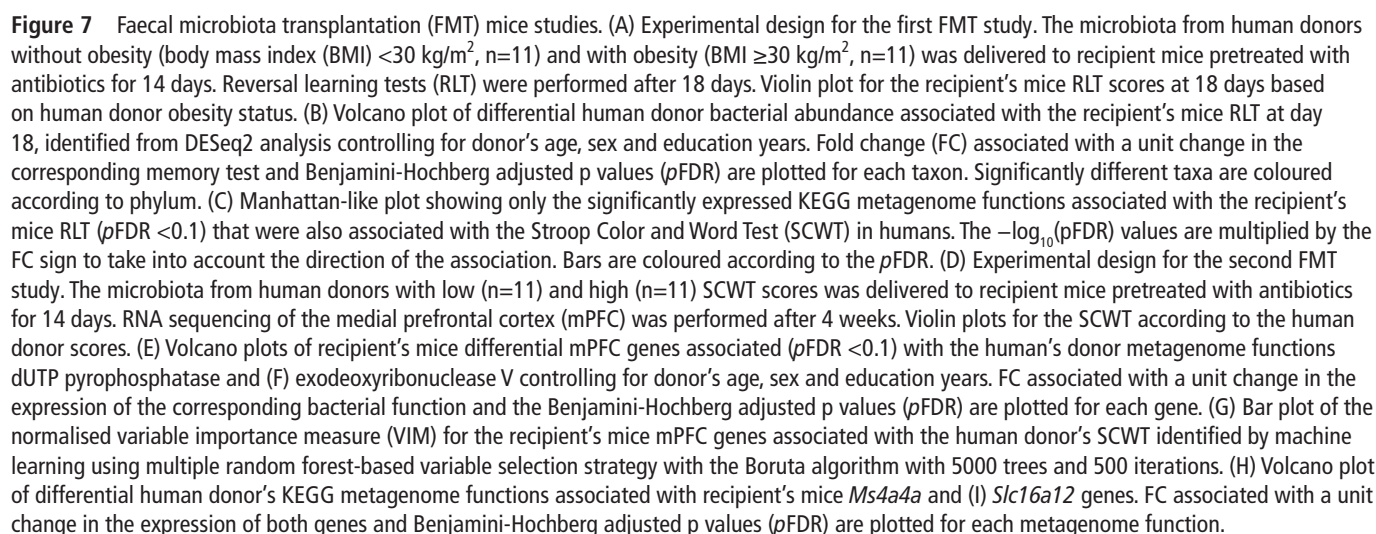 Figure 7 Faecal microbiota transplantation (FMT) mice studies. (A) Experimental design for the first FMT study. The microbiota from human donors
without obesity (body mass index (BMI) <30 kg/m², n=11) and with obesity (BMI ≥30 kg/m², n=11) was delivered to recipient mice pretreated with
antibiotics for 14 days. Reversal learning tests (RLT) were performed after 18 days. Violin plot for the recipient's mice RLT scores at 18 days based
on human donor obesity status. (B) Volcano plot of differential human donor bacterial abundance associated with the recipient's mice RLT at day
18, identified from DESeq2 analysis controlling for donor's age, sex and education years. Fold change (FC) associated with a unit change in the
corresponding memory test and Benjamini-Hochberg adjusted p values (pFDR) are plotted for each taxon. Significantly different taxa are coloured
according to phylum. (C) Manhattan-like plot showing only the significantly expressed KEGG metagenome functions associated with the recipient's
mice RLT (pFDR <0.1) that were also associated with the Stroop Color and Word Test (SCWT) in humans. The −log₁₀(pFDR) values are multiplied by the
FC sign to take into account the direction of the association. Bars are coloured according to the pFDR. (D) Experimental design for the second FMT
study. The microbiota from human donors with low (n=11) and high (n=11) SCWT scores was delivered to recipient mice pretreated with antibiotics
for 14 days. RNA sequencing of the medial prefrontal cortex (mPFC) was performed after 4 weeks. Violin plots for the SCWT according to the human
donor scores. (E) Volcano plots of recipient's mice differential mPFC genes associated (pFDR <0.1) with the human's donor metagenome functions
dUTP pyrophosphatase and (F) exodeoxyribonuclease V controlling for donor's age, sex and education years. FC associated with a unit change in the
expression of the corresponding bacterial function and the Benjamini-Hochberg adjusted p values (pFDR) are plotted for each gene. (G) Bar plot of the
normalised variable importance measure (VIM) for the recipient's mice mPFC genes associated with the human donor's SCWT identified by machine
learning using multiple random forest-based variable selection strategy with the Boruta algorithm with 5000 trees and 500 iterations. (H) Volcano plot
of differential human donor's KEGG metagenome functions associated with recipient's mice Ms4a4a and (I) Slc16a12 genes. FC associated with a unit
change in the expression of both genes and Benjamini-Hochberg adjusted p values (pFDR) are plotted for each metagenome function.